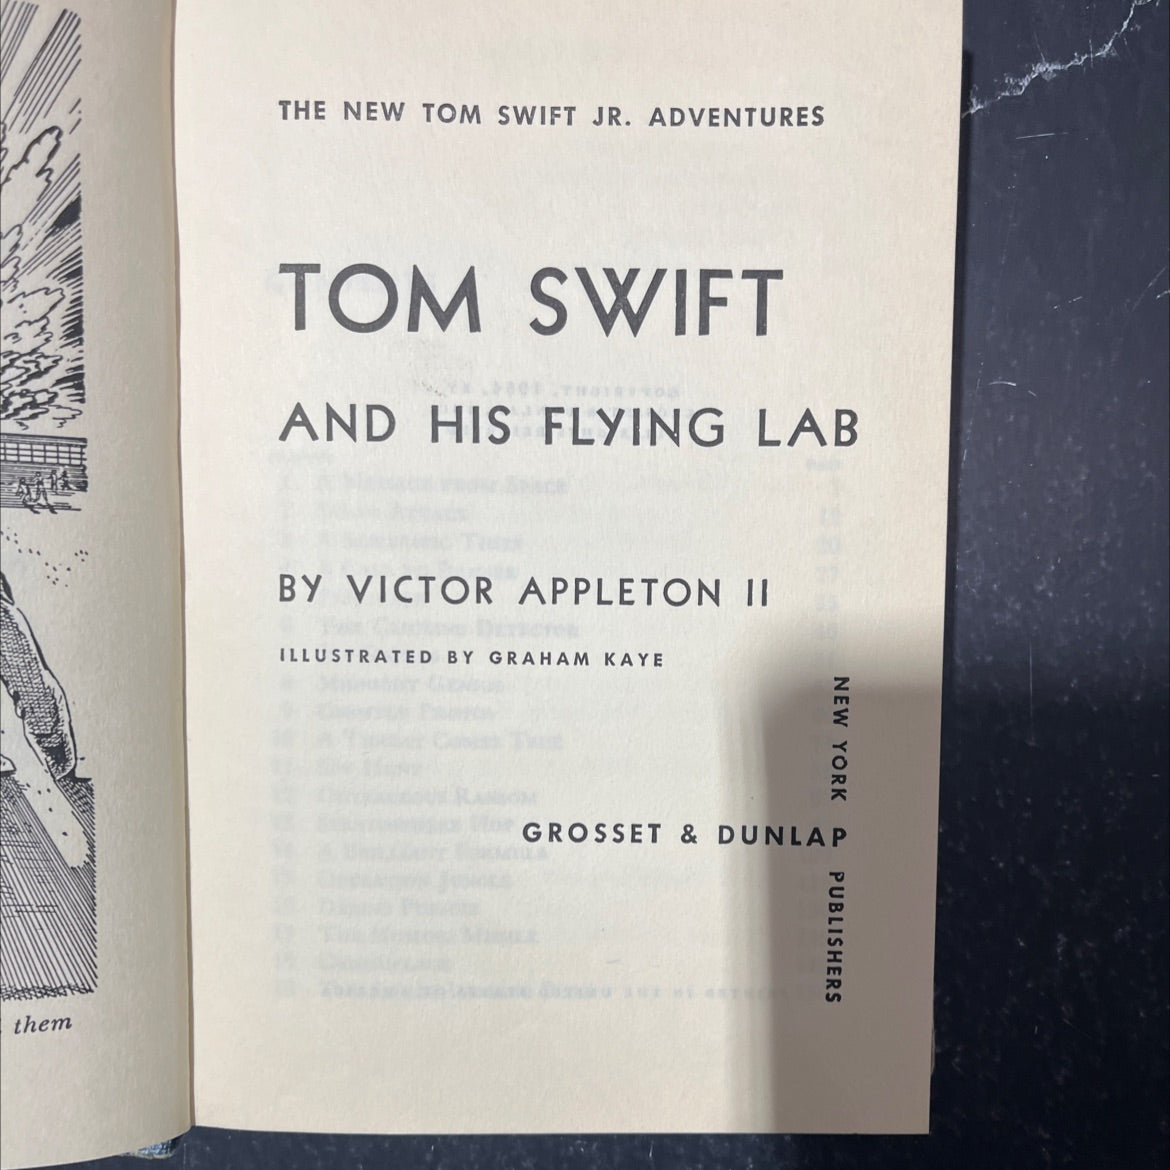 THE NEW TOM SWIFT JR. ADVENTURES
TOM SWIFT
AND HIS FLYING LAB
BY VICTOR APPLETON II
ILLUSTRATED BY GRAHAM KAYE
NEW YORK
GROSSET & DUNLAP
PUBLISHERS
them